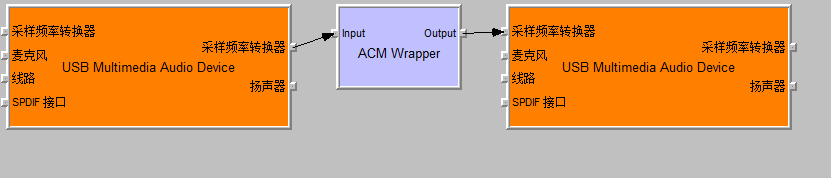 采样频率转换器
麦克风
线路
SPDIF 接口
采样频率转换器
扬声器
USB Multimedia Audio Device
Input
Output
ACM Wrapper
采样频率转换器
麦克风
线路
SPDIF 接口
采样频率转换器
扬声器
USB Multimedia Audio Device